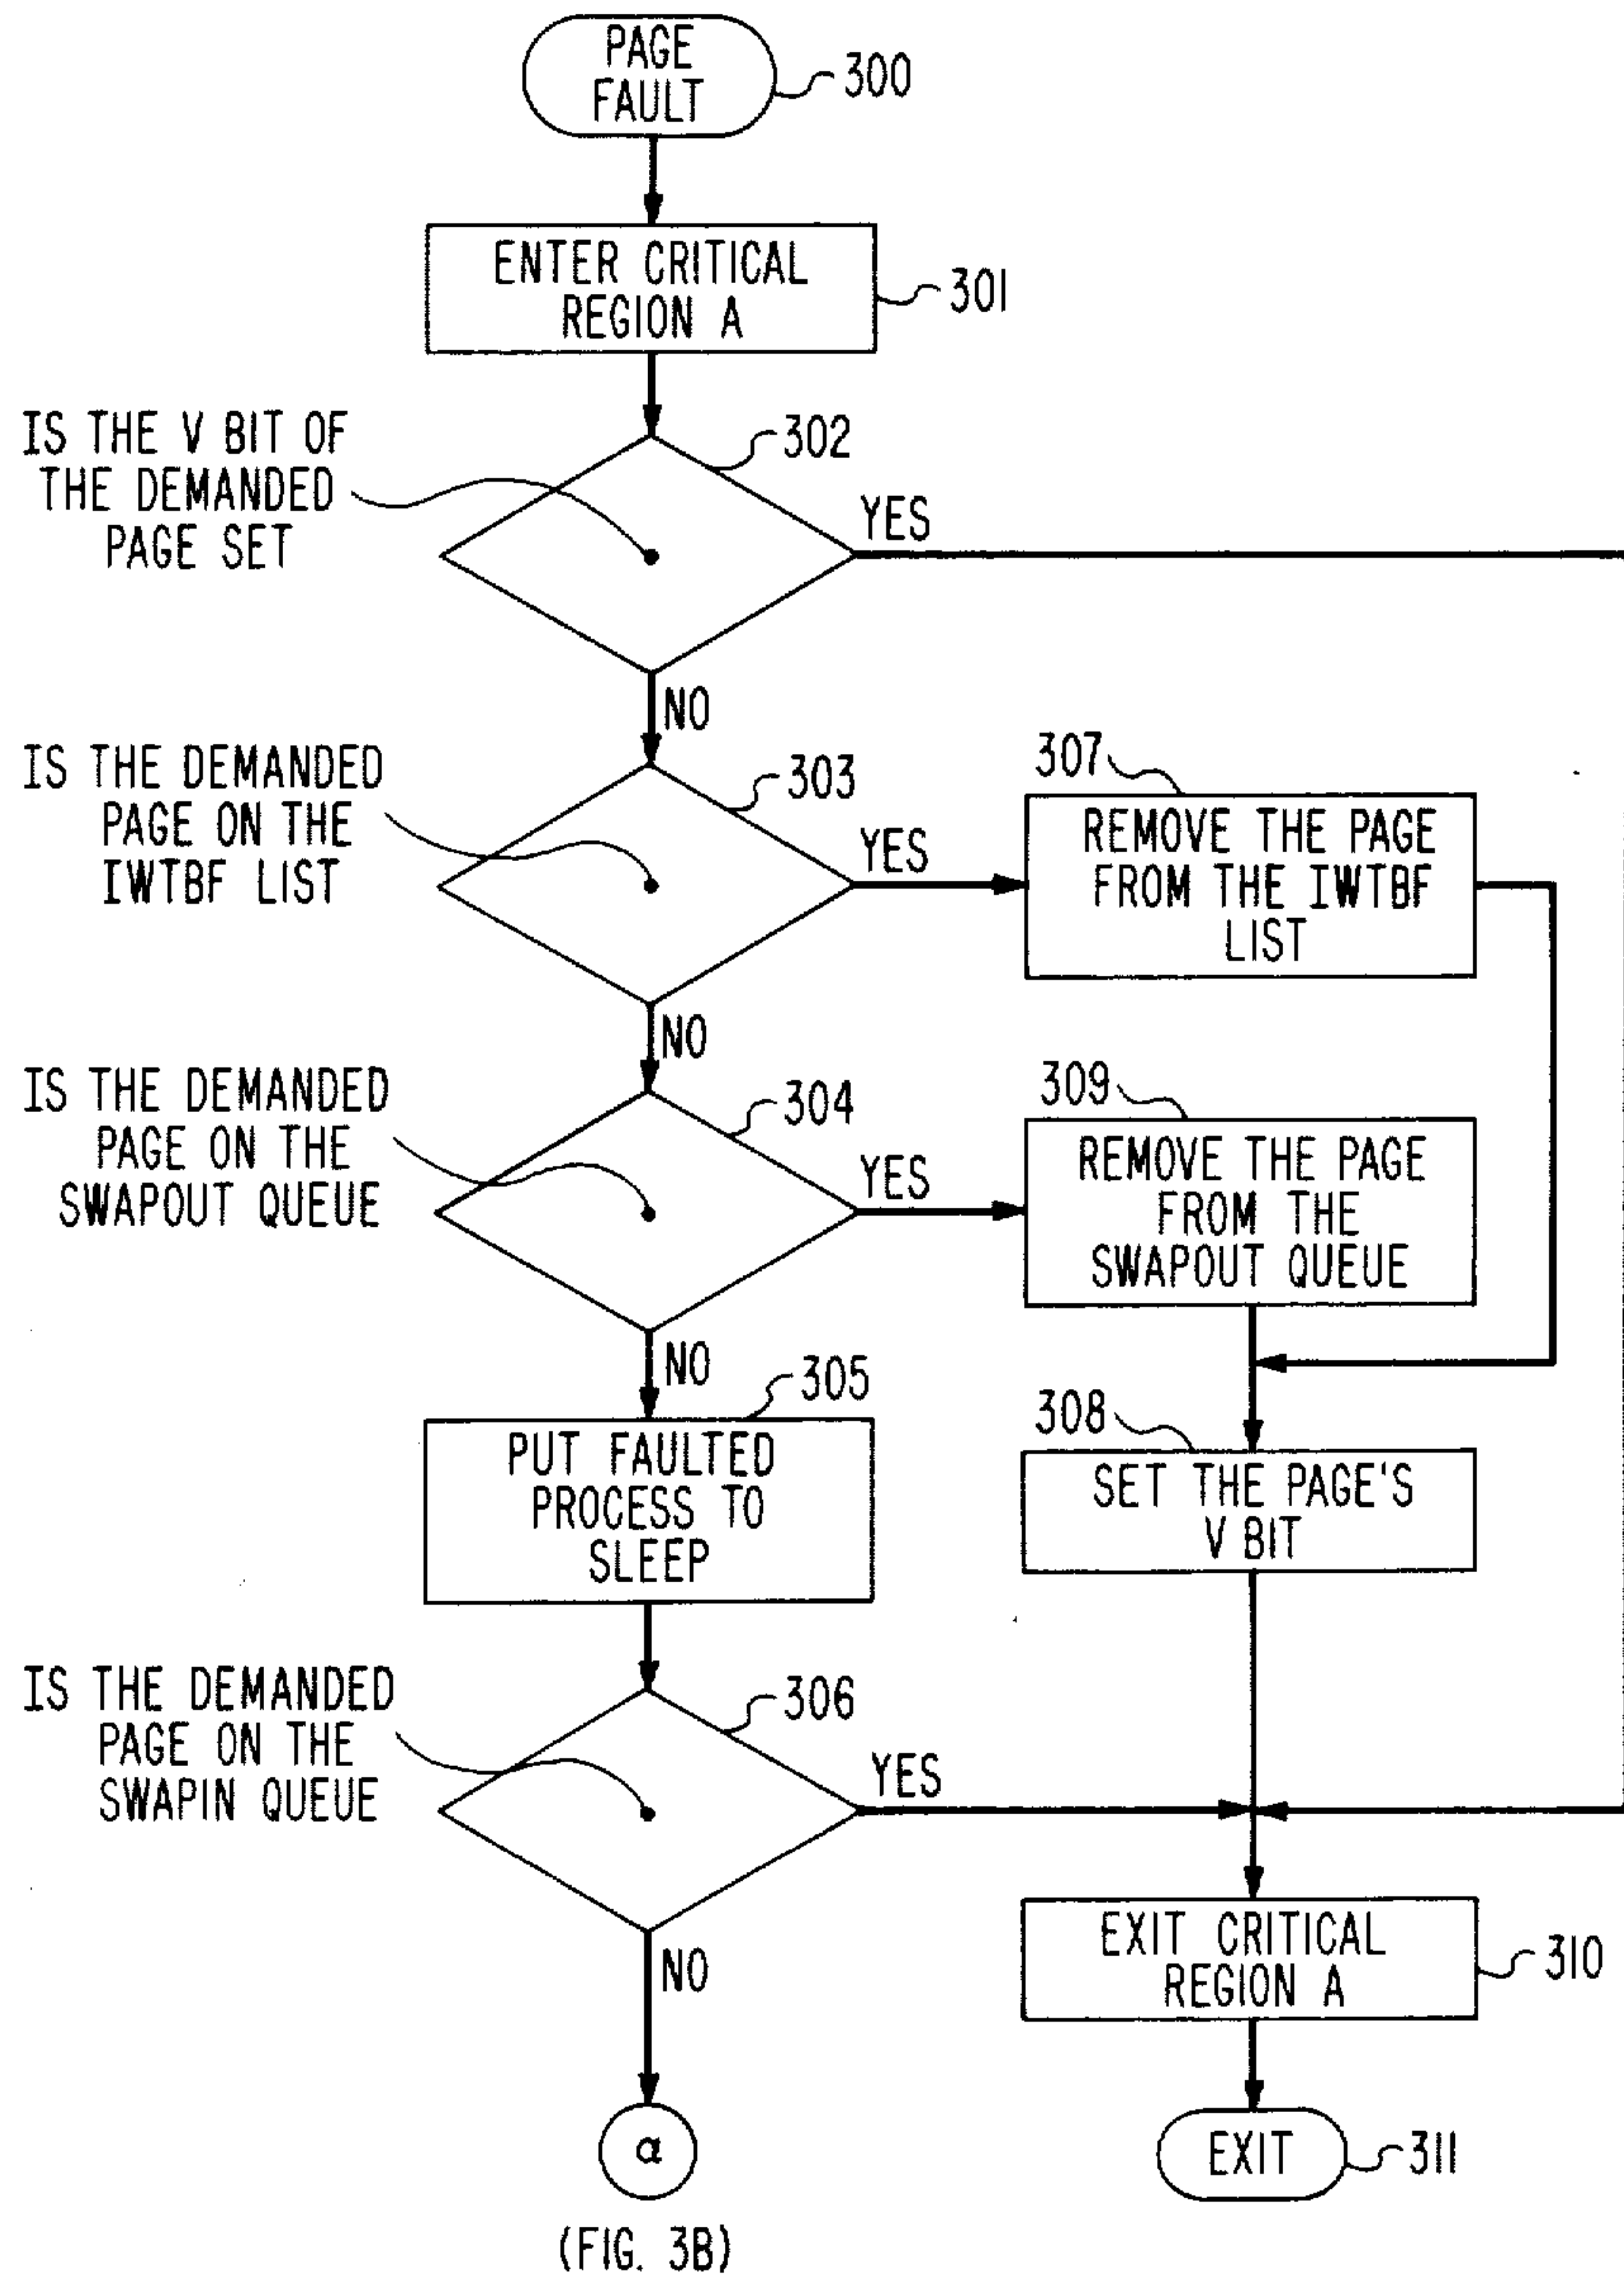 PAGE
FAULT
300
ENTER CRITICAL
REGION A
301
IS THE V BIT OF
THE DEMANDED
PAGE SET
302
YES
NO
IS THE DEMANDED
PAGE ON THE
IWTBF LIST
303
YES
307
REMOVE THE PAGE
FROM THE IWTBF
LIST
NO
IS THE DEMANDED
PAGE ON THE
SWAPOUT QUEUE
304
YES
309
REMOVE THE PAGE
FROM THE
SWAPOUT QUEUE
NO
305
PUT FAULTED
PROCESS TO
SLEEP
308
SET THE PAGE'S
V BIT
IS THE DEMANDED
PAGE ON THE
SWAPIN QUEUE
306
YES
NO
EXIT CRITICAL
REGION A
310
α
(FIG. 3B)
EXIT
311